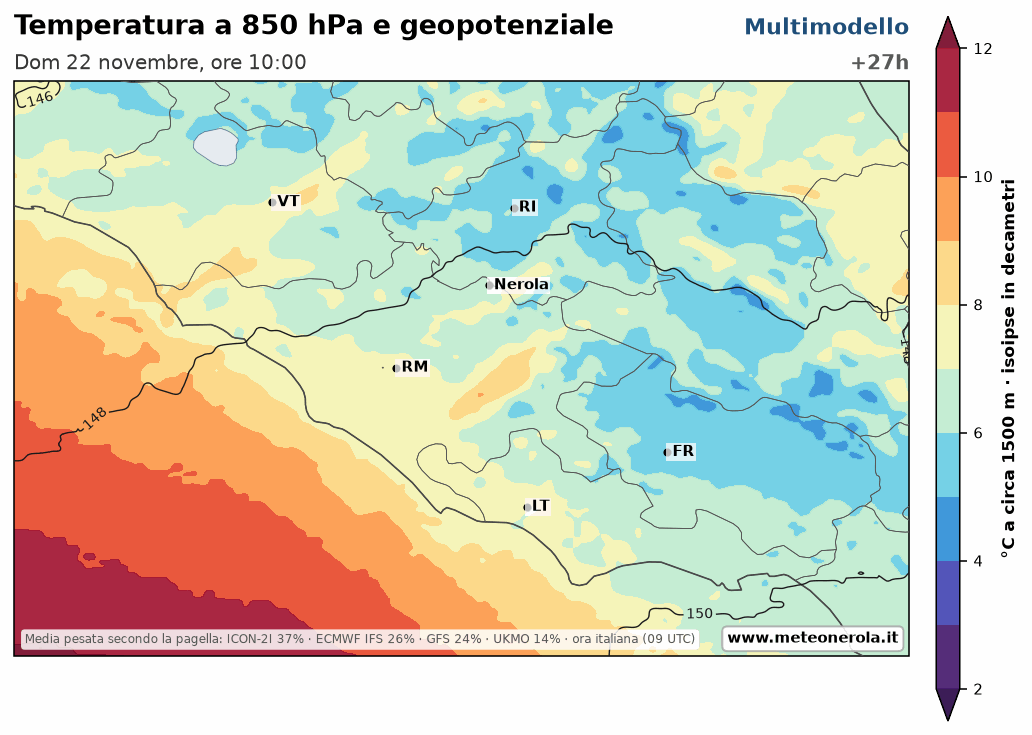 Temperatura a 850 hPa e geopotenziale
Multimodello
Dom 22 novembre, ore 10:00
+27h
146
VT
RI
Nerola
RM
148
FR
LT
150
Media pesata secondo la pagella: ICON-2I 37% · ECMWF IFS 26% · GFS 24% · UKMO 14% · ora italiana (09 UTC)
www.meteonerola.it
12
10
8
6
4
2
°C a circa 1500 m · isoipse in decametri